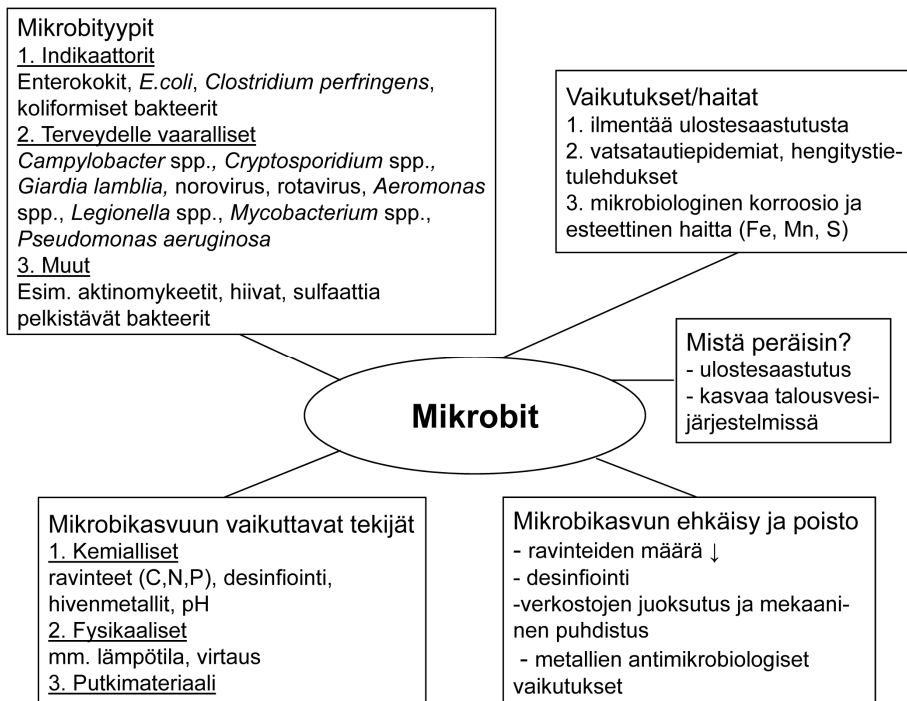 Mikrobityypit
1. Indikaattorit
Enterokokit, E.coli, Clostridium perfringens,
koliformiset bakteerit
2. Terveydelle vaaralliset
Campylobacter spp., Cryptosporidium spp.,
Giardia lamblia, norovirus, rotavirus, Aeromonas
spp., Legionella spp., Mycobacterium spp.,
Pseudomonas aeruginosa
3. Muut
Esim. aktinomykeetit, hiivat, sulfaattia
pelkistävät bakteerit
Vaikutukset/haitat
1. ilmentää ulostesaastutusta
2. vatsatautiepidemiat, hengitystie-
tulehdukset
3. mikrobiologinen korroosio ja
esteettinen haitta (Fe, Mn, S)
Mistä peräisin?
- ulostesaastutus
- kasvaa talousvesi-
järjestelmissä
Mikrobit
Mikrobikasvuun vaikuttavat tekijät
1. Kemialliset
ravinteet (C,N,P), desinfiointi,
hivenmetallit, pH
2. Fysikaaliset
mm. lämpötila, virtaus
3. Putkimateriaali
Mikrobikasvun ehkäisy ja poisto
- ravinteiden määrä ↓
- desinfiointi
-verkostojen juoksutus ja mekaani-
nen puhdistus
- metallien antimikrobiologiset
vaikutukset